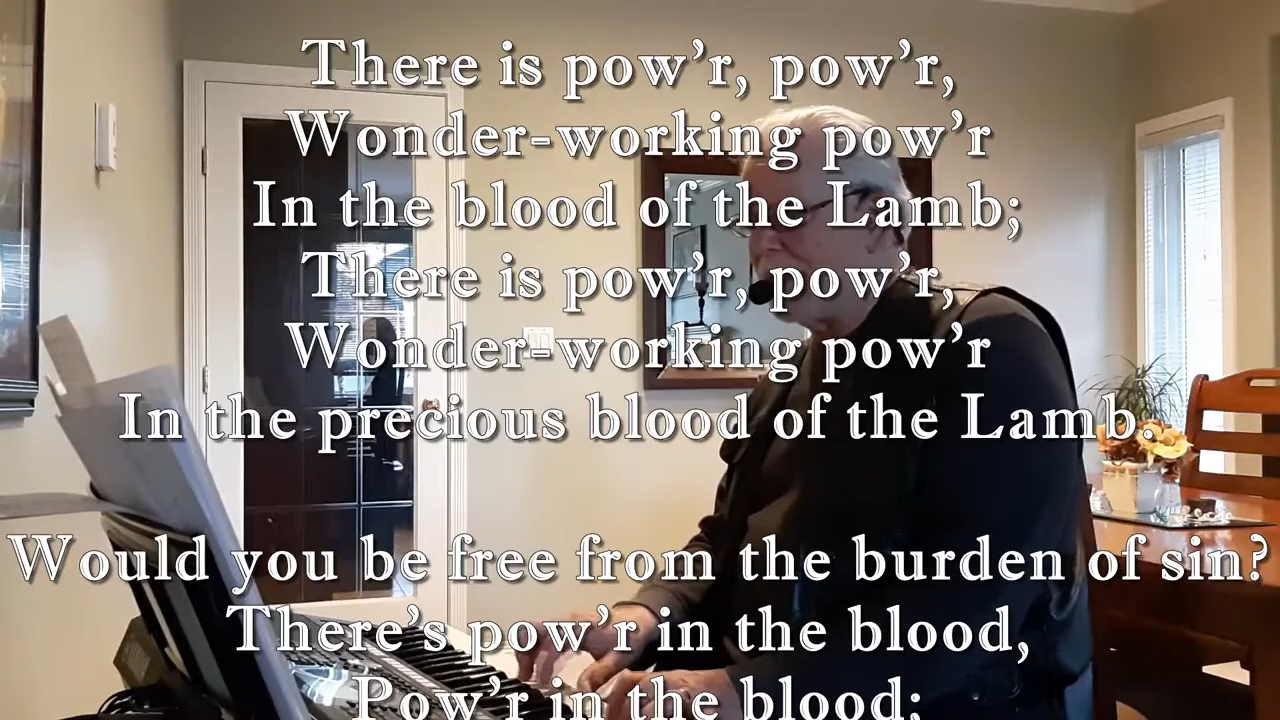 There is pow’r, pow’r,
Wonder-working pow’r
In the blood of the Lamb;
There is pow’r, pow’r,
Wonder-working pow’r
In the precious blood of the Lamb.
Would you be free from the burden of sin?
There’s pow’r in the blood,
Pow’r in the blood;